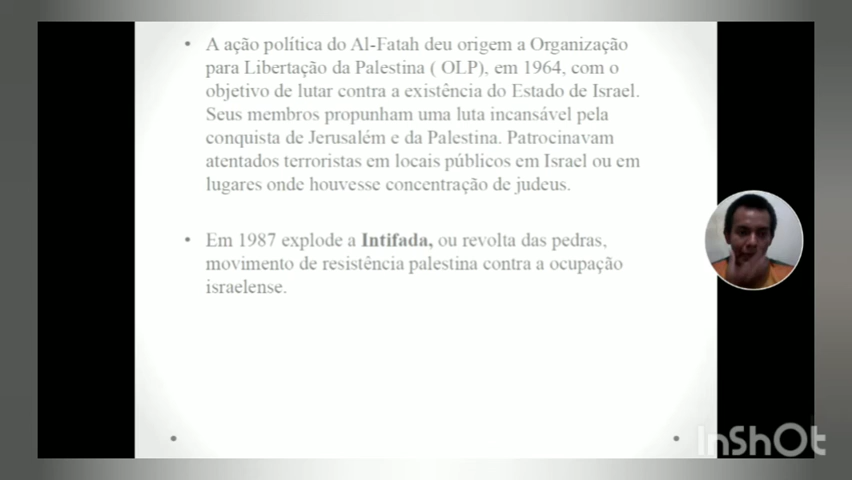 • A ação política do Al-Fatah deu origem a Organização
para Libertação da Palestina ( OLP), em 1964, com o
objetivo de lutar contra a existência do Estado de Israel.
Seus membros propunham uma luta incansável pela
conquista de Jerusalém e da Palestina. Patrocinavam
atentados terroristas em locais públicos em Israel ou em
lugares onde houvesse concentração de judeus.
• Em 1987 explode a Intifada, ou revolta das pedras,
movimento de resistência palestina contra a ocupação
israelense.
InShOt